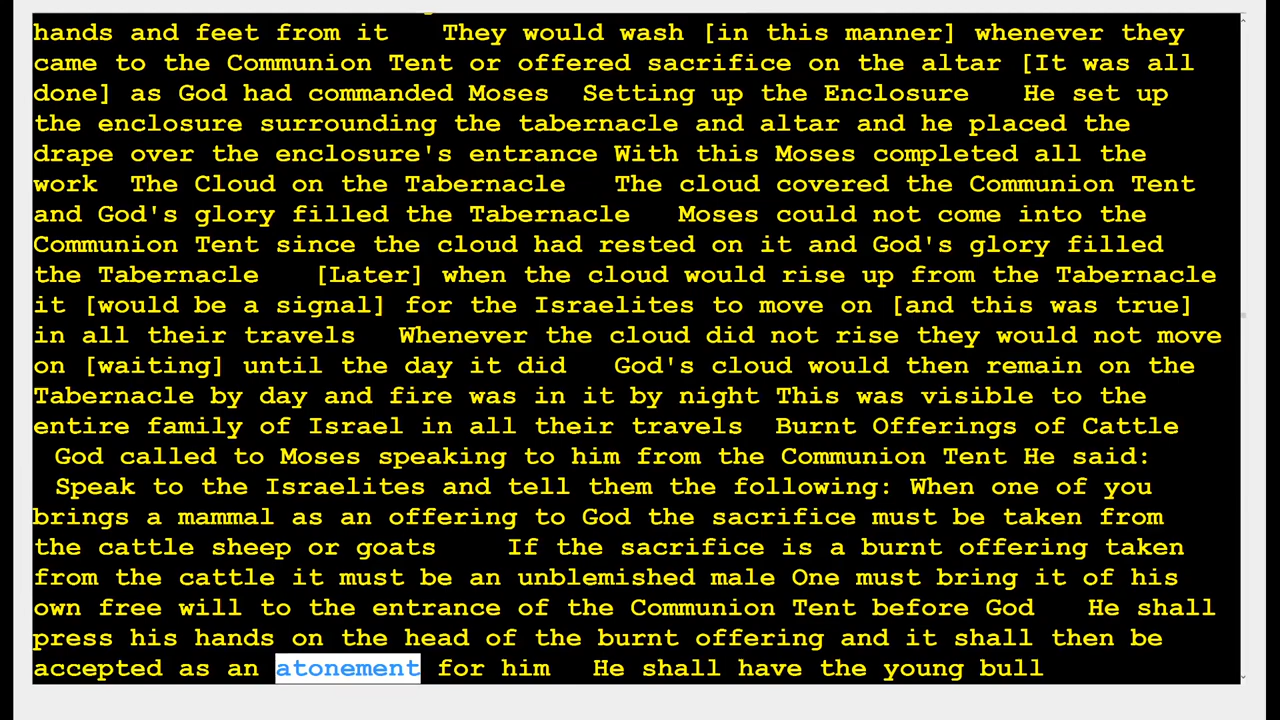 hands and feet from it They would wash [in this manner] whenever they
came to the Communion Tent or offered sacrifice on the altar [It was all
done] as God had commanded Moses Setting up the Enclosure He set up
the enclosure surrounding the tabernacle and altar and he placed the
drape over the enclosure's entrance With this Moses completed all the
work The Cloud on the Tabernacle The cloud covered the Communion Tent
and God's glory filled the Tabernacle Moses could not come into the
Communion Tent since the cloud had rested on it and God's glory filled
the Tabernacle [Later] when the cloud would rise up from the Tabernacle
it [would be a signal] for the Israelites to move on [and this was true]
in all their travels Whenever the cloud did not rise they would not move
on [waiting] until the day it did God's cloud would then remain on the
Tabernacle by day and fire was in it by night This was visible to the
entire family of Israel in all their travels Burnt Offerings of Cattle
God called to Moses speaking to him from the Communion Tent He said:
Speak to the Israelites and tell them the following: When one of you
brings a mammal as an offering to God the sacrifice must be taken from
the cattle sheep or goats If the sacrifice is a burnt offering taken
from the cattle it must be an unblemished male One must bring it of his
own free will to the entrance of the Communion Tent before God He shall
press his hands on the head of the burnt offering and it shall then be
accepted as an atonement for him He shall have the young bull